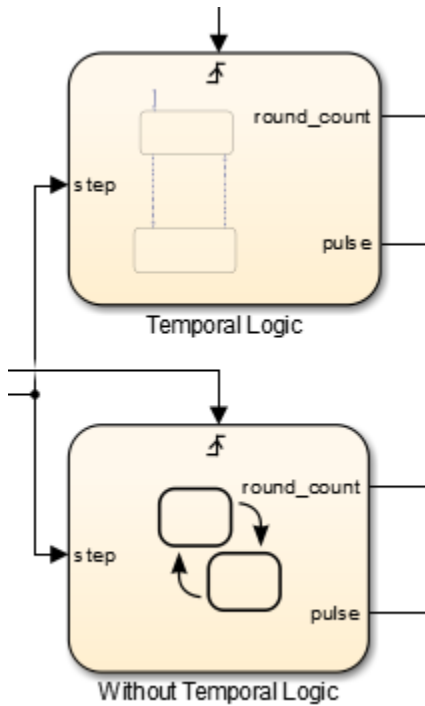 round_count
step
pulse
Temporal Logic
round_count
step
pulse
Without Temporal Logic